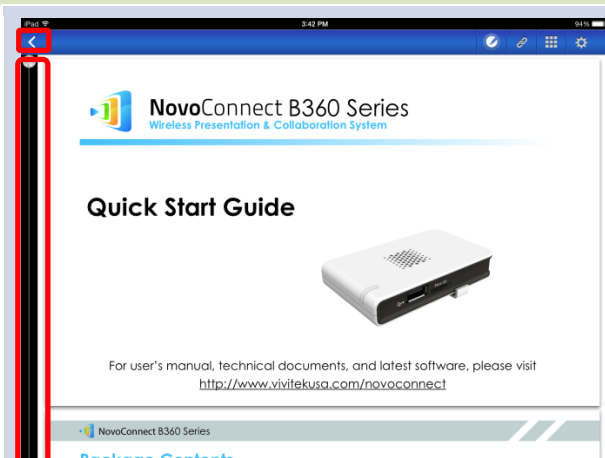 iPad 3:42 PM 94%
NovoConnect B360 Series
Wireless Presentation & Collaboration System
Quick Start Guide
For user's manual, technical documents, and latest software, please visit
http://www.vivitekusa.com/novoconnect
NovoConnect B360 Series
Package Contents